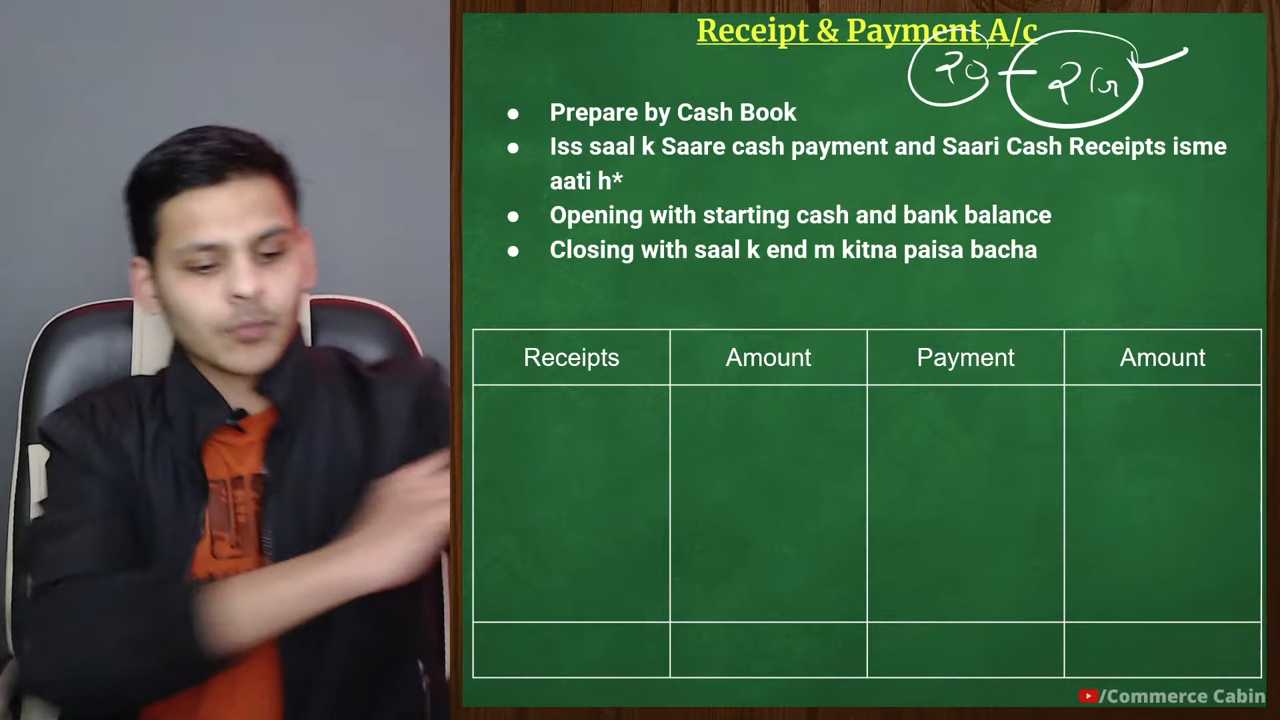 Receipt & Payment A/c
● Prepare by Cash Book
● Iss saal k Saare cash payment and Saari Cash Receipts isme
aati h*
● Opening with starting cash and bank balance
● Closing with saal k end m kitna paisa bacha
Receipts Amount Payment Amount
/Commerce Cabin